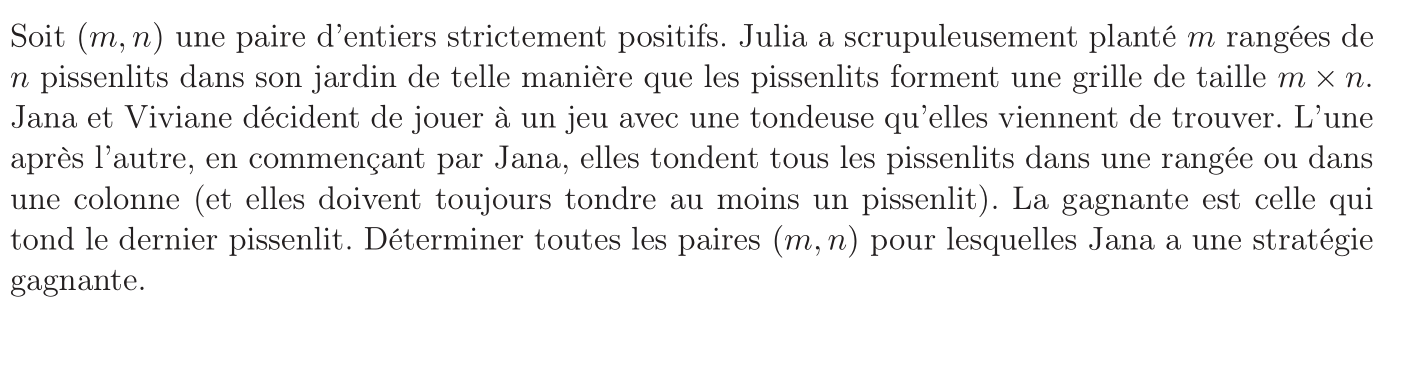 Soit (m, n) une paire d'entiers strictement positifs. Julia a scrupuleusement planté m rangées de
n pissenlits dans son jardin de telle manière que les pissenlits forment une grille de taille m × n.
Jana et Viviane décident de jouer à un jeu avec une tondeuse qu'elles viennent de trouver. L'une
après l'autre, en commençant par Jana, elles tondent tous les pissenlits dans une rangée ou dans
une colonne (et elles doivent toujours tondre au moins un pissenlit). La gagnante est celle qui
tond le dernier pissenlit. Déterminer toutes les paires (m, n) pour lesquelles Jana a une stratégie
gagnante.